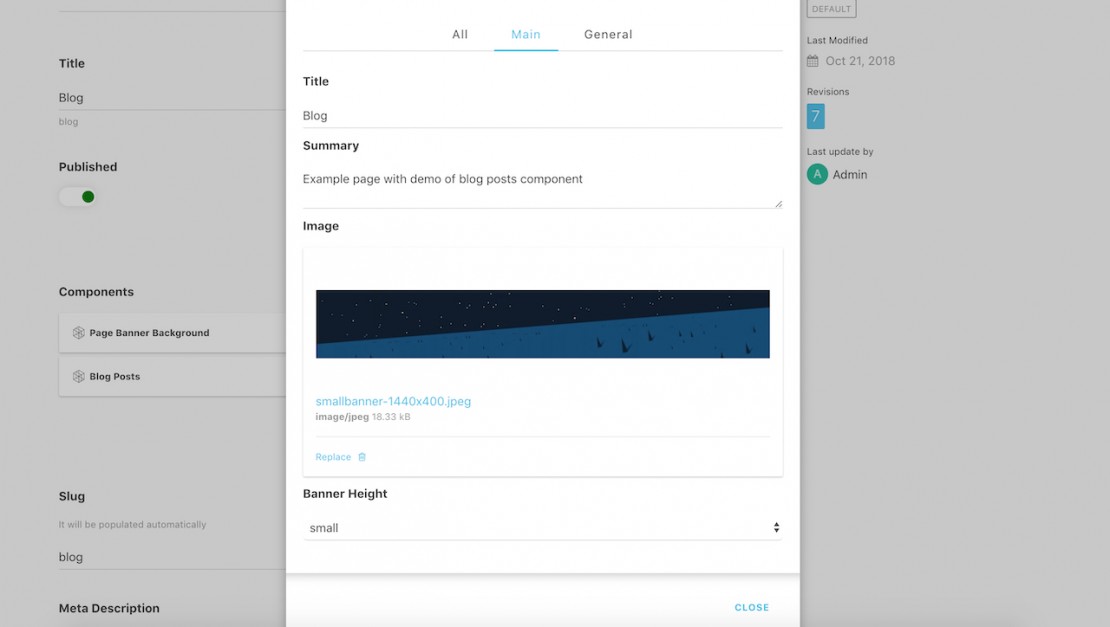 Title
Blog
blog
Published
Components
Page Banner Background
Blog Posts
Slug
It will be populated automatically
blog
Meta Description
All Main General
Title
Blog
Summary
Example page with demo of blog posts component
Image
smallbanner-1440x400.jpeg
image/jpeg 18.33 kB
Replace
Banner Height
small
CLOSE
DEFAULT
Last Modified
Oct 21, 2018
Revisions
7
Last update by
A Admin